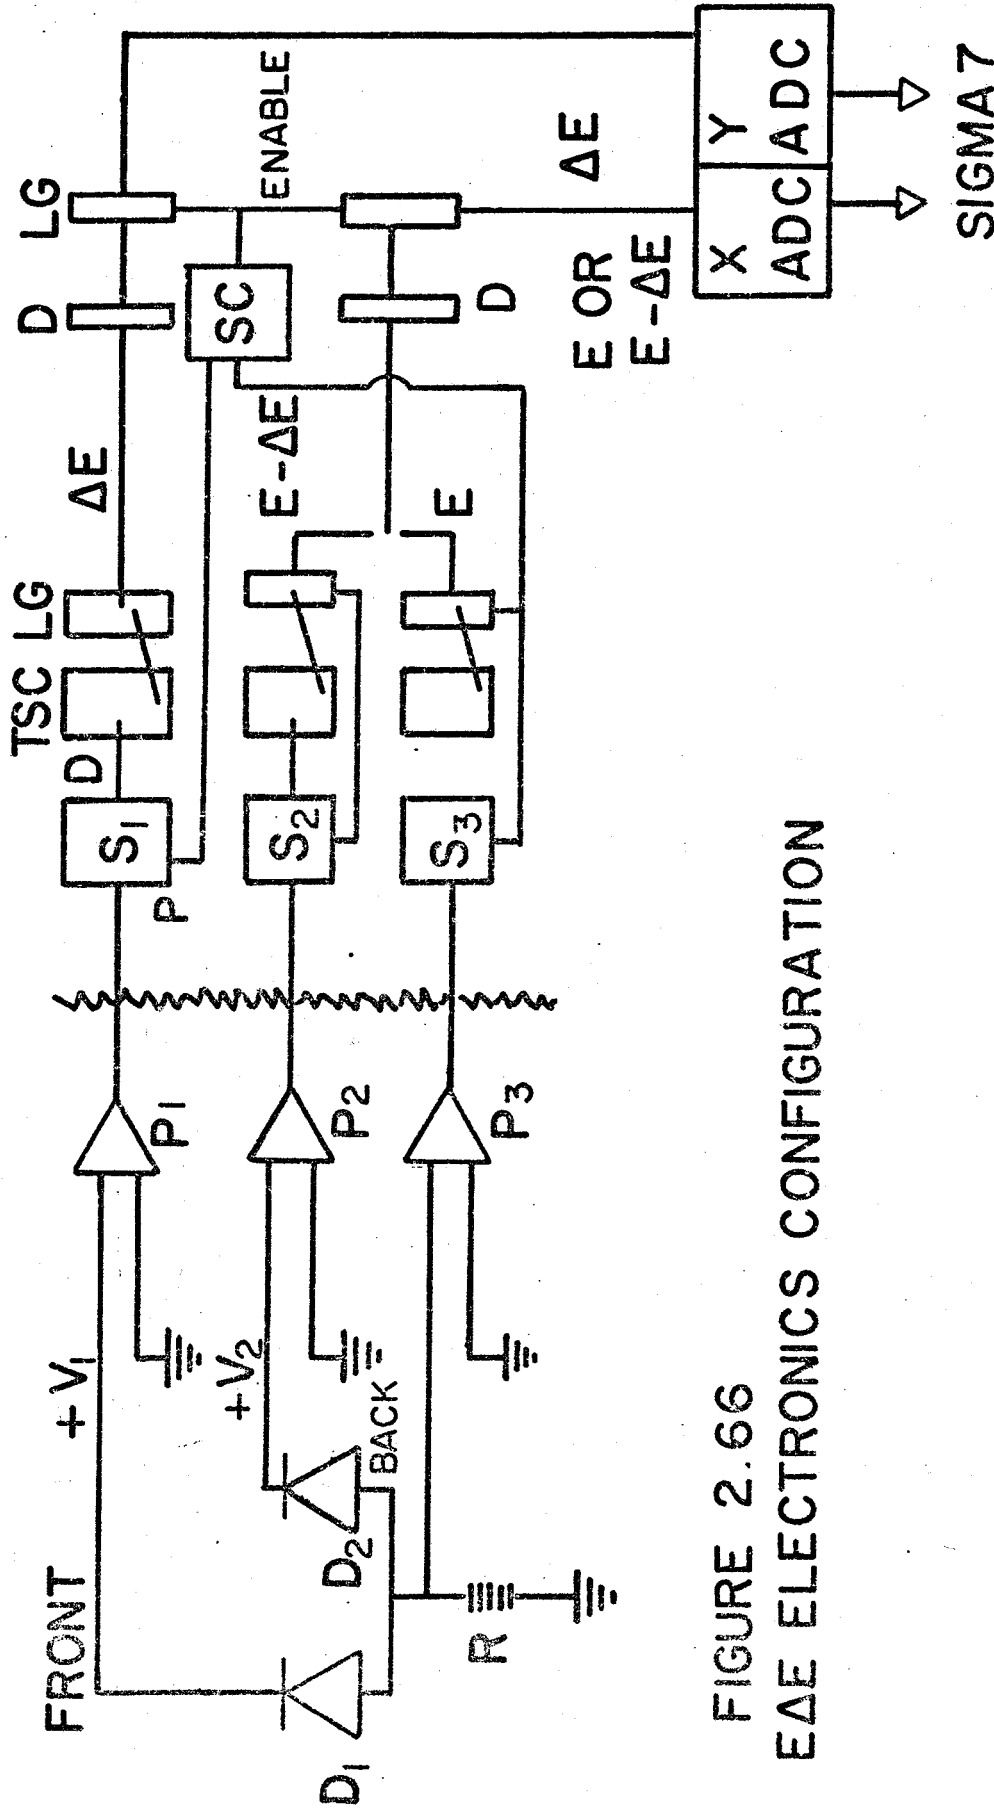 FRONT
+V1
D1
D2
BACK
+V2
R
P1
P2
P3
P
S1
S2
S3
D
TSC
LG
ΔE
E-ΔE
E
D
LG
SC
ENABLE
D
E OR
E-ΔE
ΔE
X
ADC
Y
ADC
SIGMA 7
FIGURE 2.66
EΔE ELECTRONICS CONFIGURATION